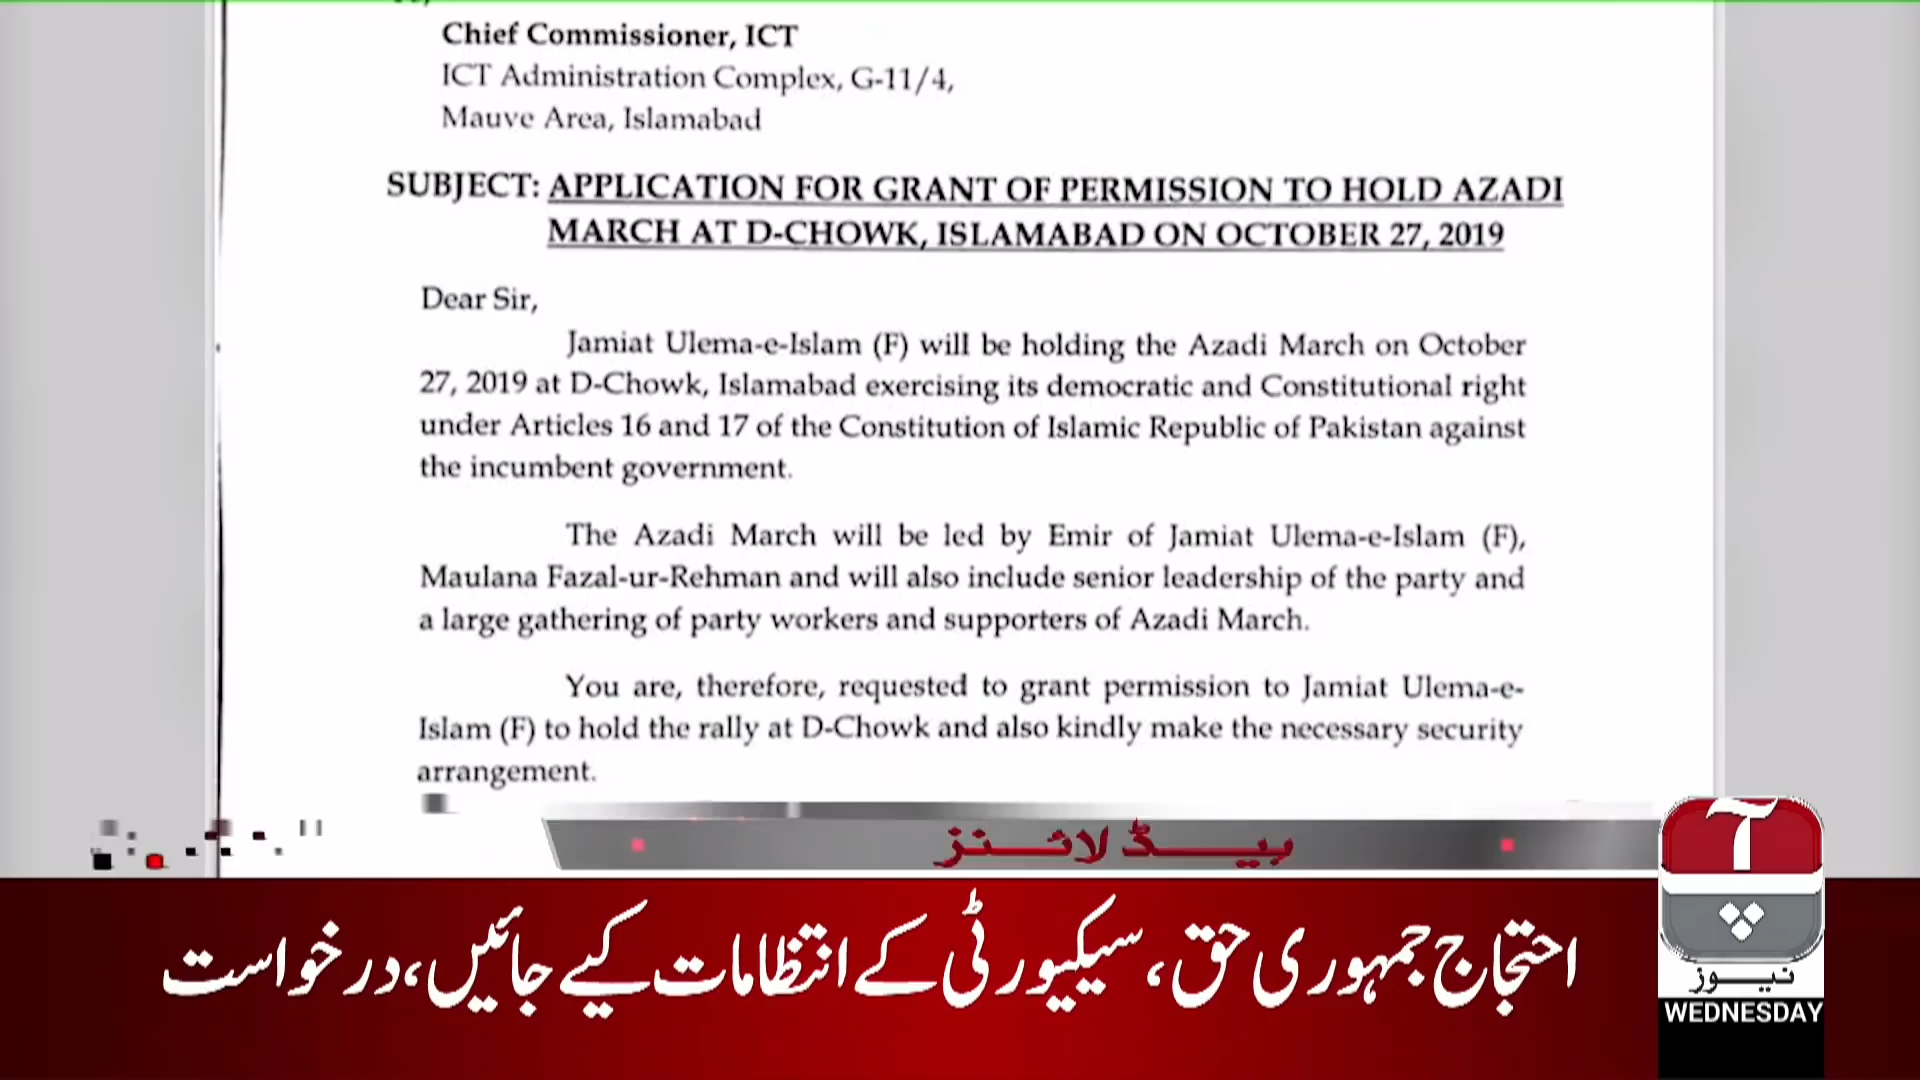 Chief Commissioner, ICT
ICT Administration Complex, G-11/4,
Mauve Area, Islamabad
SUBJECT: APPLICATION FOR GRANT OF PERMISSION TO HOLD AZADI
MARCH AT D-CHOWK, ISLAMABAD ON OCTOBER 27, 2019
Dear Sir,
Jamiat Ulema-e-Islam (F) will be holding the Azadi March on October
27, 2019 at D-Chowk, Islamabad exercising its democratic and Constitutional right
under Articles 16 and 17 of the Constitution of Islamic Republic of Pakistan against
the incumbent government.
The Azadi March will be led by Emir of Jamiat Ulema-e-Islam (F),
Maulana Fazal-ur-Rehman and will also include senior leadership of the party and
a large gathering of party workers and supporters of Azadi March.
You are, therefore, requested to grant permission to Jamiat Ulema-e-
Islam (F) to hold the rally at D-Chowk and also kindly make the necessary security
arrangement.
ہیڈ لائنز
احتجاج جمہوری حق، سیکیورٹی کے انتظامات کیے جائیں، درخواست
آپ
نیوز
WEDNESDAY